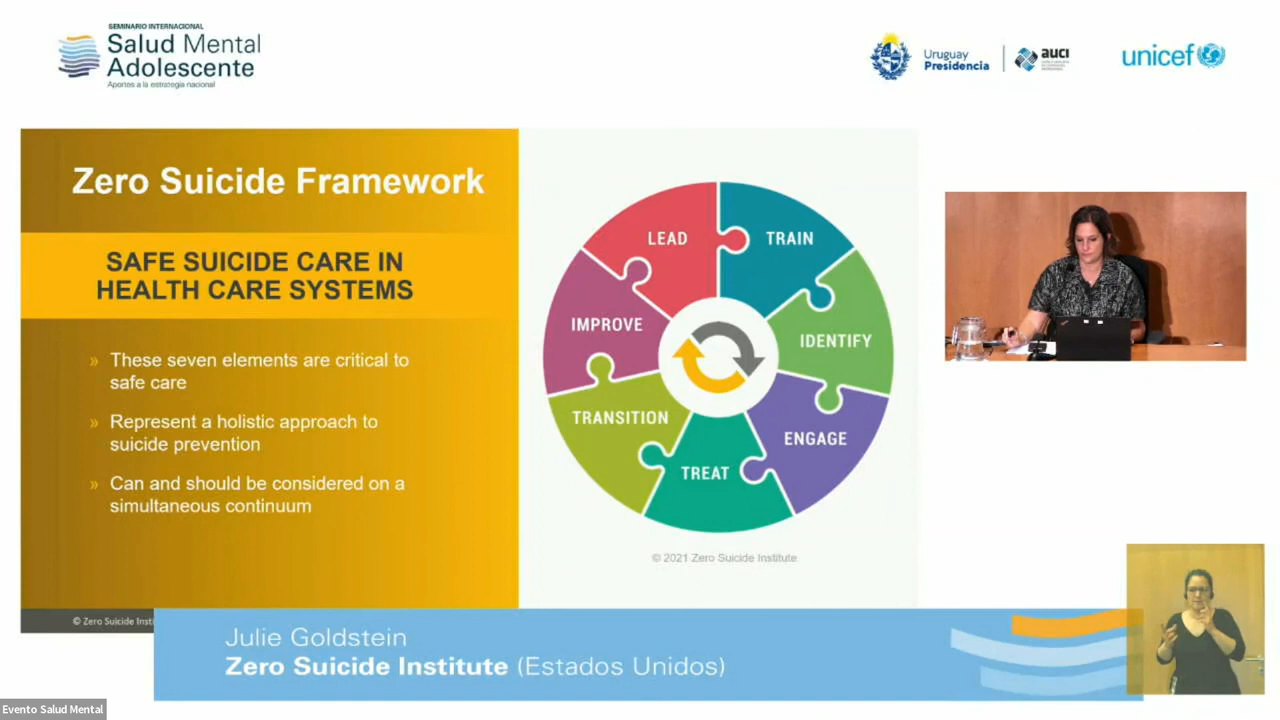 SEMINARIO INTERNACIONAL
Salud Mental
Adolescente
Aportes a la estrategia nacional
Uruguay
Presidencia
auci
unicef
Zero Suicide Framework
SAFE SUICIDE CARE IN
HEALTH CARE SYSTEMS
» These seven elements are critical to
safe care
» Represent a holistic approach to
suicide prevention
» Can and should be considered on a
simultaneous continuum
LEAD
TRAIN
IDENTIFY
ENGAGE
TREAT
TRANSITION
IMPROVE
© 2021 Zero Suicide Institute
© Zero Suicide Insti
Julie Goldstein
Zero Suicide Institute (Estados Unidos)
Evento Salud Mental